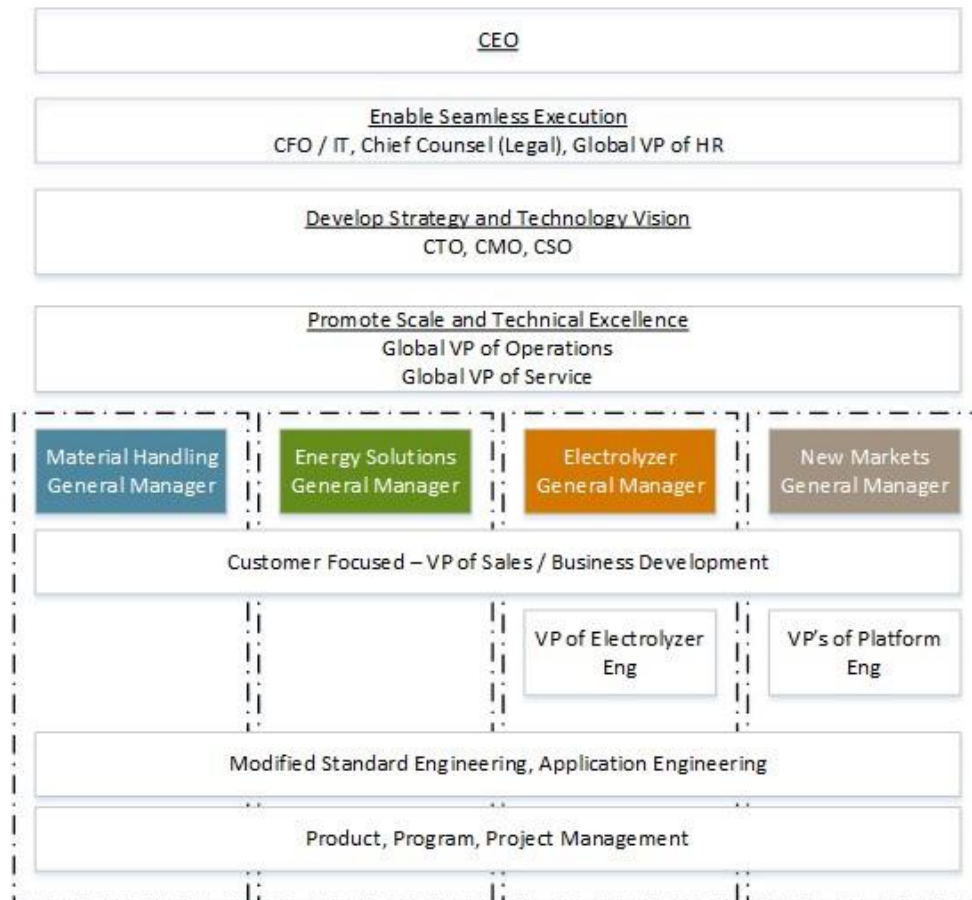 CEO
Enable Seamless Execution
CFO / IT, Chief Counsel (Legal), Global VP of HR
Develop Strategy and Technology Vision
CTO, CMO, CSO
Promote Scale and Technical Excellence
Global VP of Operations
Global VP of Service
Material Handling
General Manager
Energy Solutions
General Manager
Electrolyzer
General Manager
New Markets
General Manager
Customer Focused – VP of Sales / Business Development
VP of Electrolyzer
Eng
VP's of Platform
Eng
Modified Standard Engineering, Application Engineering
Product, Program, Project Management